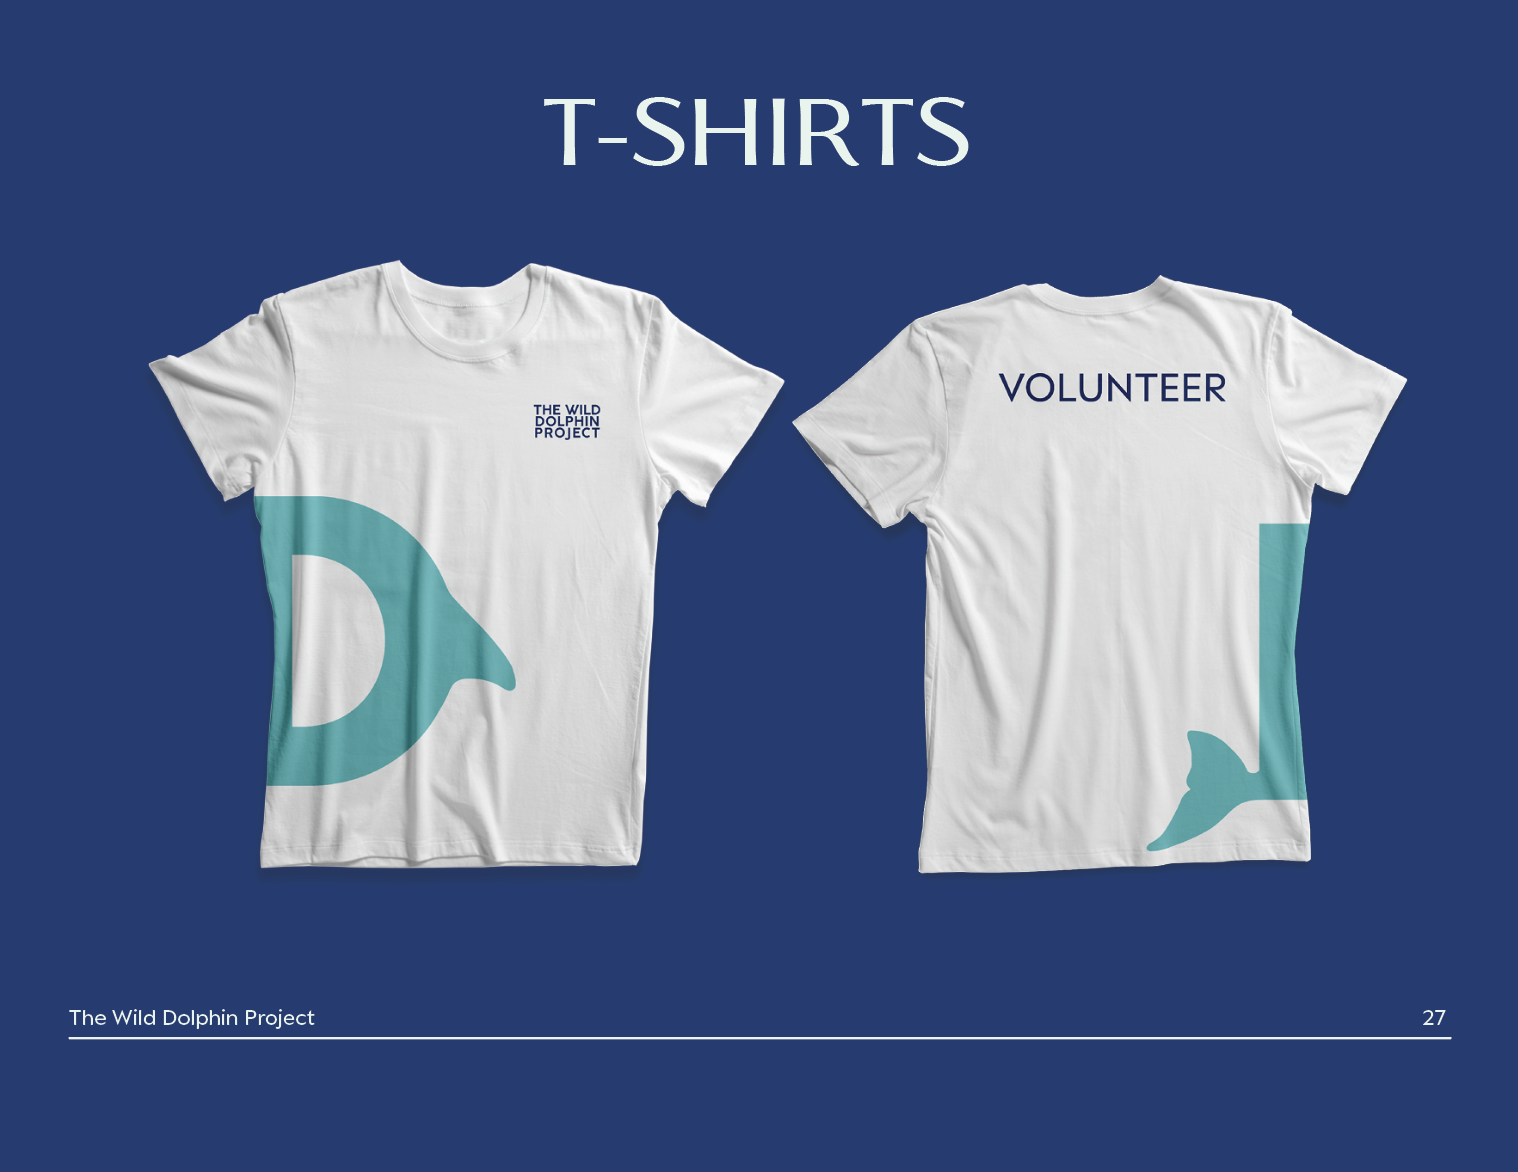 T-SHIRTS
THE WILD
DOLPHIN
PROJECT
VOLUNTEER
D
The Wild Dolphin Project
27